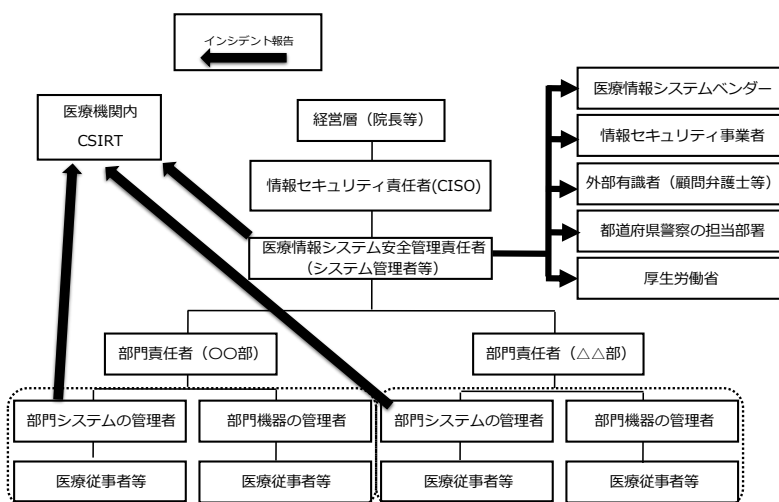 インシデント報告
医療機関内
CSIRT
経営層（院長等）
情報セキュリティ責任者(CISO)
医療情報システム安全管理責任者
（システム管理者等）
医療情報システムベンダー
情報セキュリティ事業者
外部有識者（顧問弁護士等）
都道府県警察の担当部署
厚生労働省
部門責任者（〇〇部）
部門責任者（△△部）
部門システムの管理者
部門機器の管理者
部門システムの管理者
部門機器の管理者
医療従事者等
医療従事者等
医療従事者等
医療従事者等